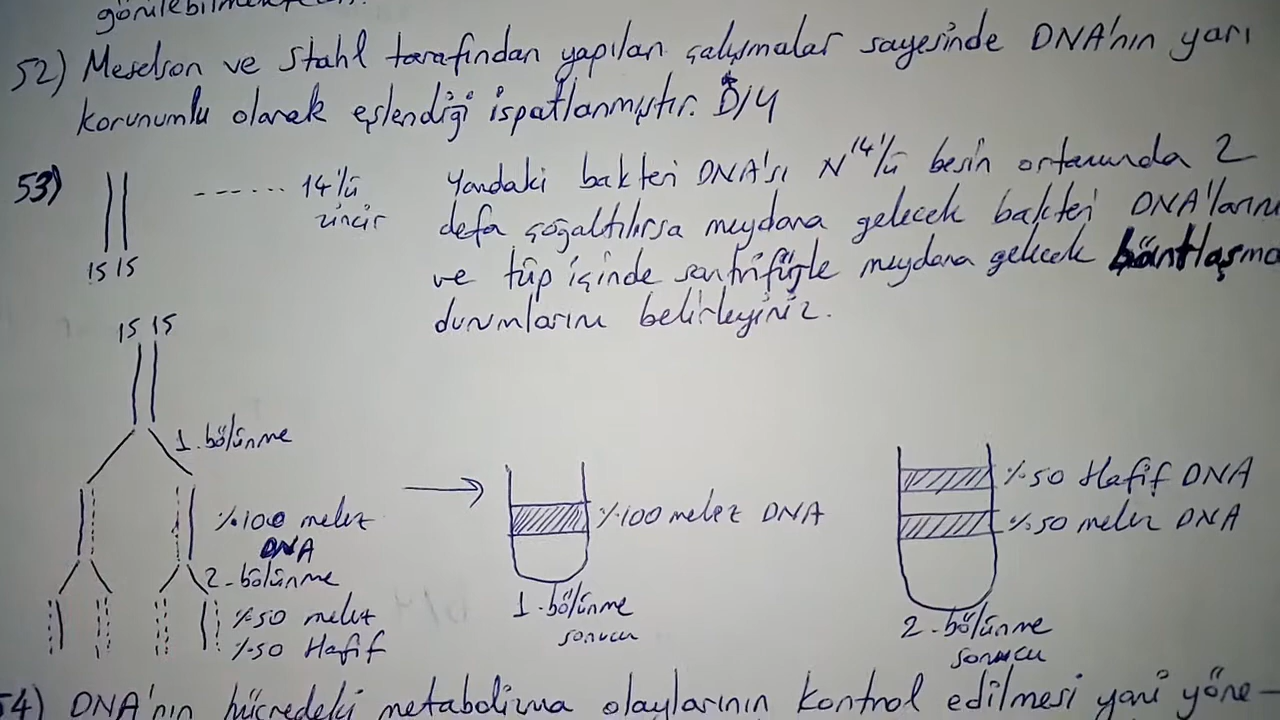 görülebilmektedir.
52) Meselson ve Stahl tarafından yapılan çalışmalar sayesinde DNA'nın yarı
korunumlu olarak eşlendiği ispatlanmıştır. D/Y
53)
15 15
------ 14'lü
zincir
Yandaki bakteri DNA'sı N14'lü besin ortamında 2
defa çoğaltılırsa meydana gelecek bakteri DNA'larını
ve tüp içinde santrifüjle meydana gelecek bantlaşma
durumlarını belirleyiniz.
15 15
1. bölünme
%100 melez
DNA
2. bölünme
%50 melez
%50 Hafif
%100 melez DNA
1. bölünme
sonucu
%50 Hafif DNA
%50 melez DNA
2. bölünme
sonucu
54) DNA'nın hücredeki metabolizma olaylarının kontrol edilmesi yani yöne-